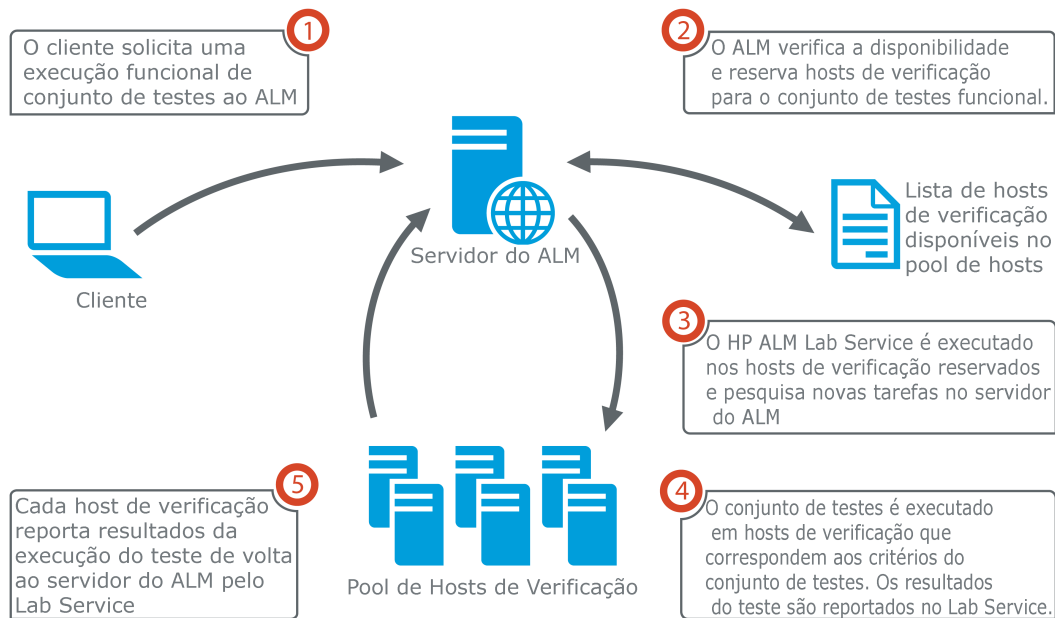 1
O cliente solicita uma
execução funcional de
conjunto de testes ao ALM
2
O ALM verifica a disponibilidade
e reserva hosts de verificação
para o conjunto de testes funcional.
Cliente
Servidor do ALM
Lista de hosts
de verificação
disponíveis no
pool de hosts
3
O HP ALM Lab Service é executado
nos hosts de verificação reservados
e pesquisa novas tarefas no servidor
do ALM
4
O conjunto de testes é executado
em hosts de verificação que
correspondem aos critérios do
conjunto de testes. Os resultados
do teste são reportados no Lab Service.
Pool de Hosts de Verificação
5
Cada host de verificação
reporta resultados da
execução do teste de volta
ao servidor do ALM pelo
Lab Service